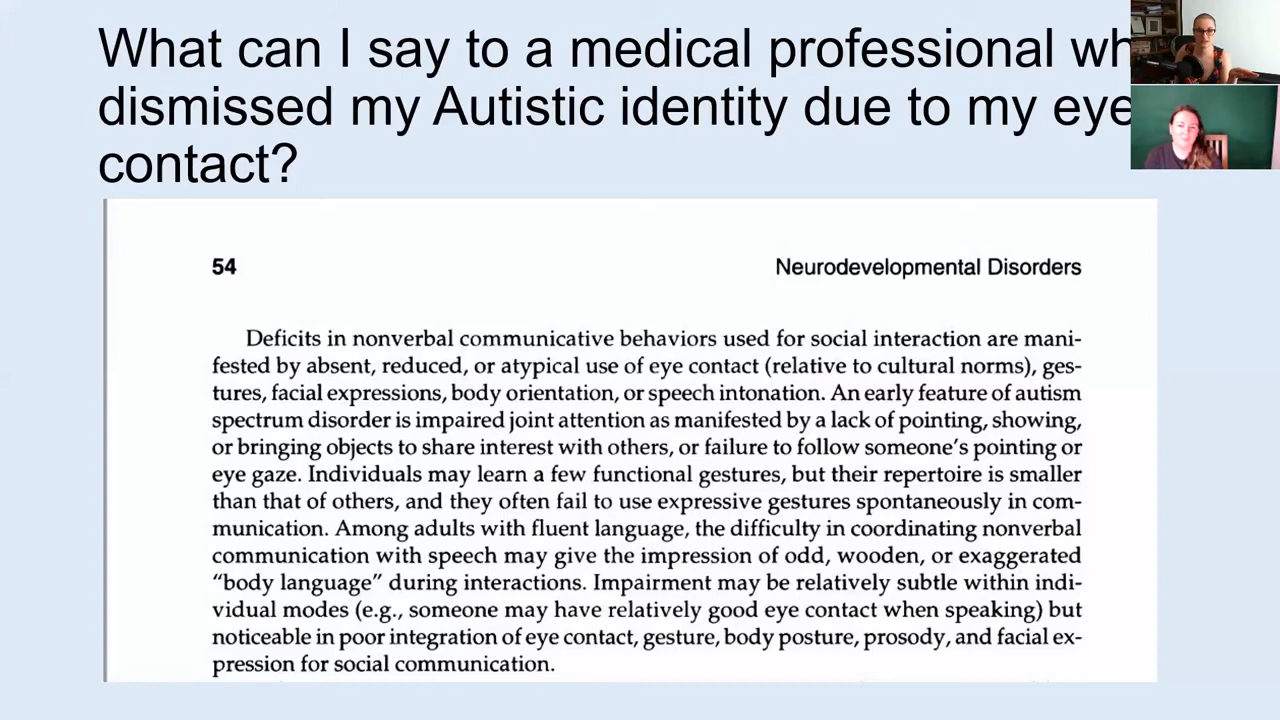 What can I say to a medical professional wh
dismissed my Autistic identity due to my eye
contact?
54 Neurodevelopmental Disorders
Deficits in nonverbal communicative behaviors used for social interaction are mani-
fested by absent, reduced, or atypical use of eye contact (relative to cultural norms), ges-
tures, facial expressions, body orientation, or speech intonation. An early feature of autism
spectrum disorder is impaired joint attention as manifested by a lack of pointing, showing,
or bringing objects to share interest with others, or failure to follow someone's pointing or
eye gaze. Individuals may learn a few functional gestures, but their repertoire is smaller
than that of others, and they often fail to use expressive gestures spontaneously in com-
munication. Among adults with fluent language, the difficulty in coordinating nonverbal
communication with speech may give the impression of odd, wooden, or exaggerated
“body language” during interactions. Impairment may be relatively subtle within indi-
vidual modes (e.g., someone may have relatively good eye contact when speaking) but
noticeable in poor integration of eye contact, gesture, body posture, prosody, and facial ex-
pression for social communication.